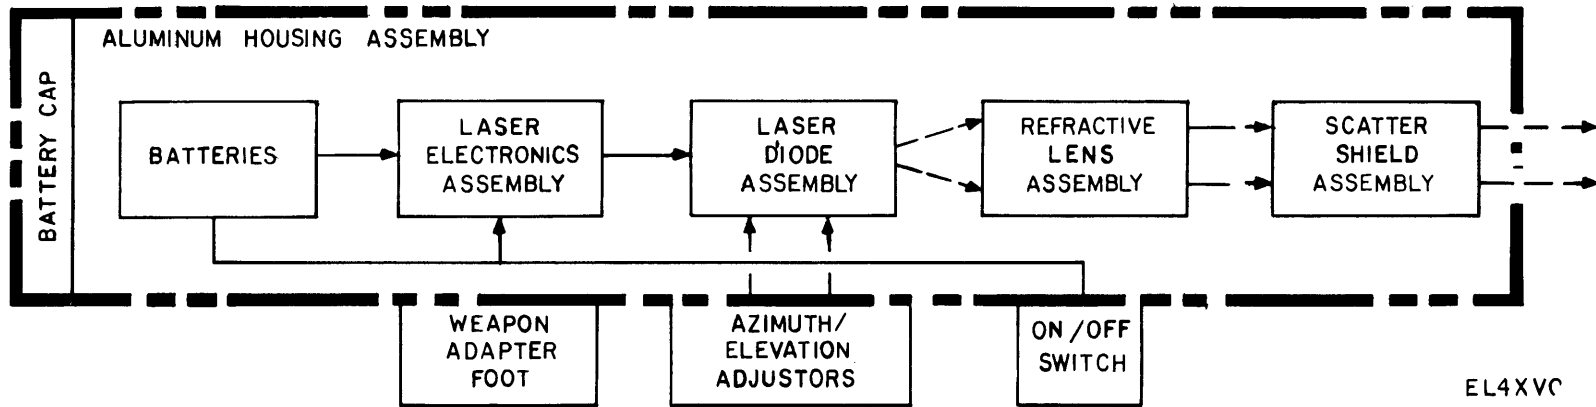 ALUMINUM HOUSING ASSEMBLY
BATTERY CAP
BATTERIES
LASER
ELECTRONICS
ASSEMBLY
LASER
DIODE
ASSEMBLY
REFRACTIVE
LENS
ASSEMBLY
SCATTER
SHIELD
ASSEMBLY
WEAPON
ADAPTER
FOOT
AZIMUTH/
ELEVATION
ADJUSTORS
ON/OFF
SWITCH